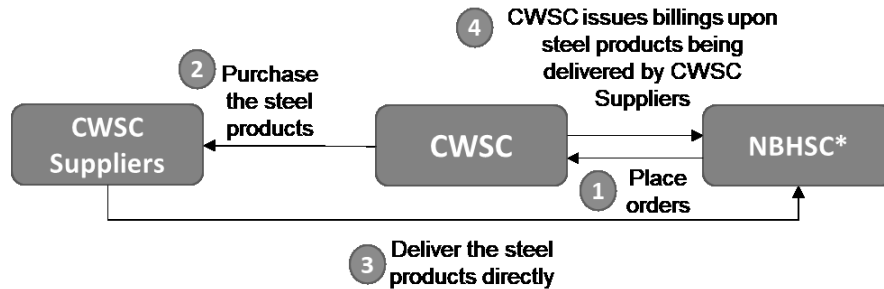 4
CWSC issues billings upon
steel products being
delivered by CWSC
Suppliers
2
Purchase
the steel
products
CWSC
Suppliers
CWSC
NBHSC*
1
Place
orders
3
Deliver the steel
products directly